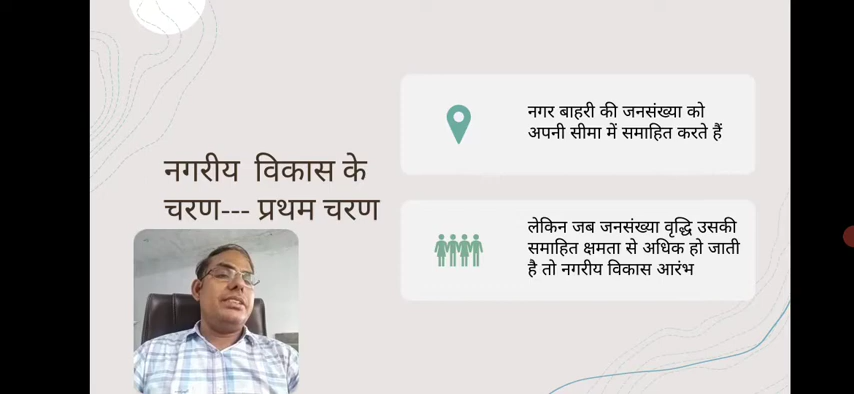 नगरीय विकास के
चरण--- प्रथम चरण
नगर बाहरी की जनसंख्या को
अपनी सीमा में समाहित करते हैं
लेकिन जब जनसंख्या वृद्धि उसकी
समाहित क्षमता से अधिक हो जाती
है तो नगरीय विकास आरंभ